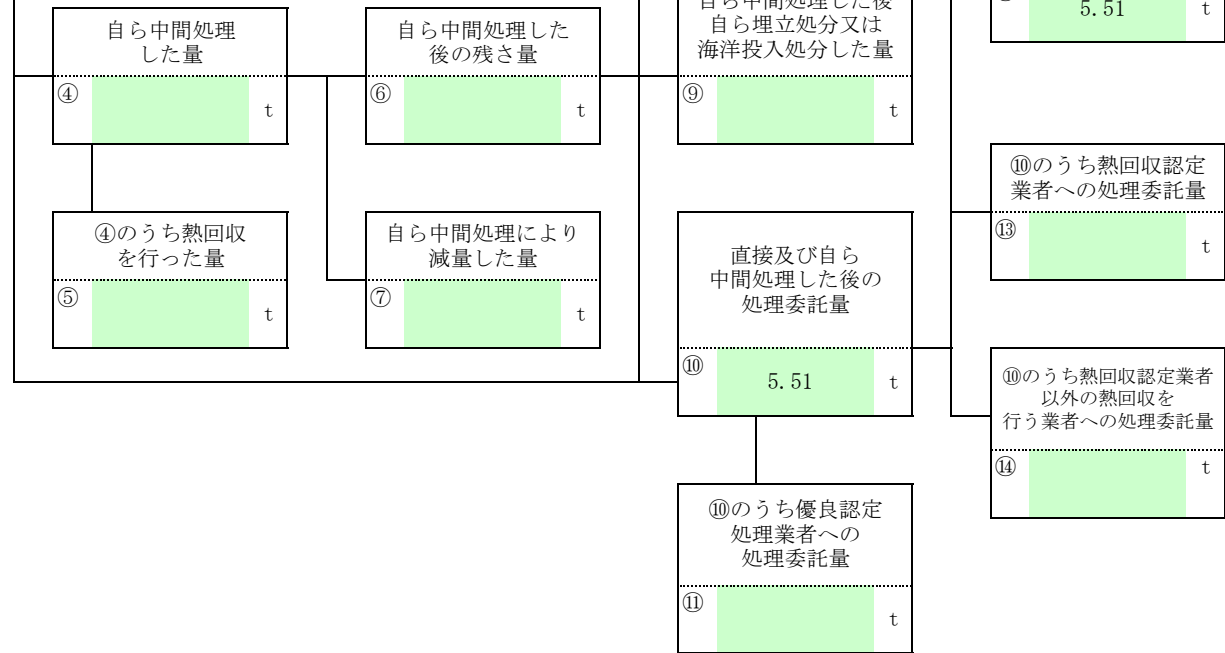 自ら中間処理
した量
④
t
自ら中間処理した
後の残さ量
⑥
t
自ら中間処理した後
自ら埋立処分又は
海洋投入処分した量
⑨
t
5.51
t
④のうち熱回収
を行った量
⑤
t
自ら中間処理により
減量した量
⑦
t
直接及び自ら
中間処理した後の
処理委託量
⑩
5.51
t
⑩のうち熱回収認定
業者への処理委託量
⑬
t
⑩のうち熱回収認定業者
以外の熱回収を
行う業者への処理委託量
⑭
t
⑩のうち優良認定
処理業者への
処理委託量
⑪
t